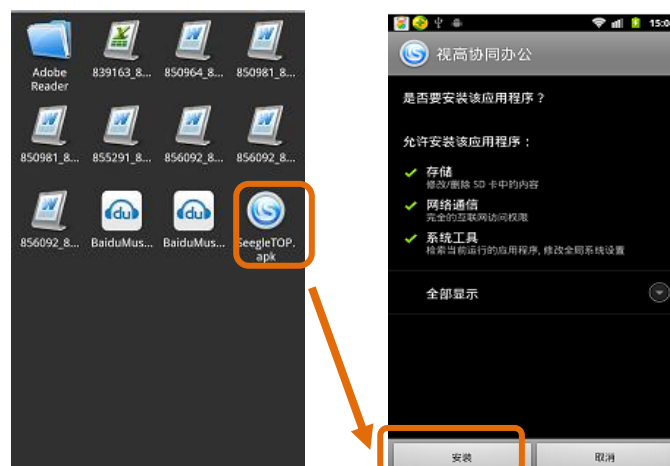 Adobe
Reader
839163_8...
850964_8...
850981_8...
850981_8...
855291_8...
856092_8...
856092_8...
856092_8...
BaiduMus...
BaiduMus...
SeegleTOP.
apk
15:0
视高协同办公
是否要安装该应用程序？
允许安装该应用程序：
存储
修改/删除 SD 卡中的内容
网络通信
完全的互联网访问权限
系统工具
检索当前运行的应用程序, 修改全局系统设置
全部显示
安装
取消